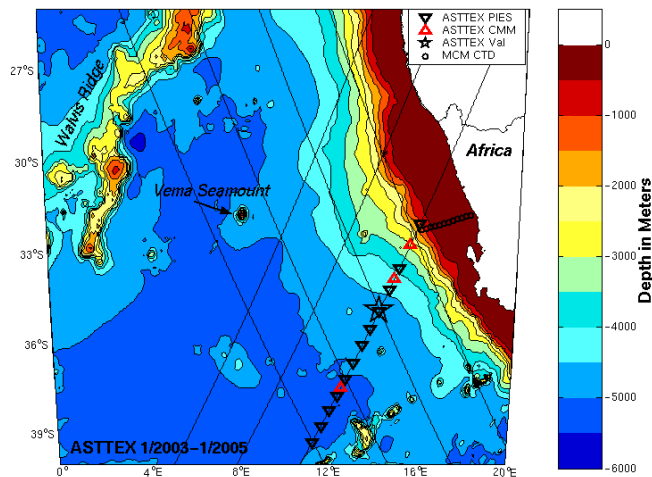 ASTTEX PIES
ASTTEX CMM
ASTTEX Val
MCM CTD
27°S
30°S
33°S
36°S
39°S
Walvis Ridge
Vema Seamount
Africa
ASTTEX 1/2003−1/2005
0°
4°E
8°E
12°E
16°E
20°E
0
−1000
−2000
−3000
−4000
−5000
−6000
Depth in Meters